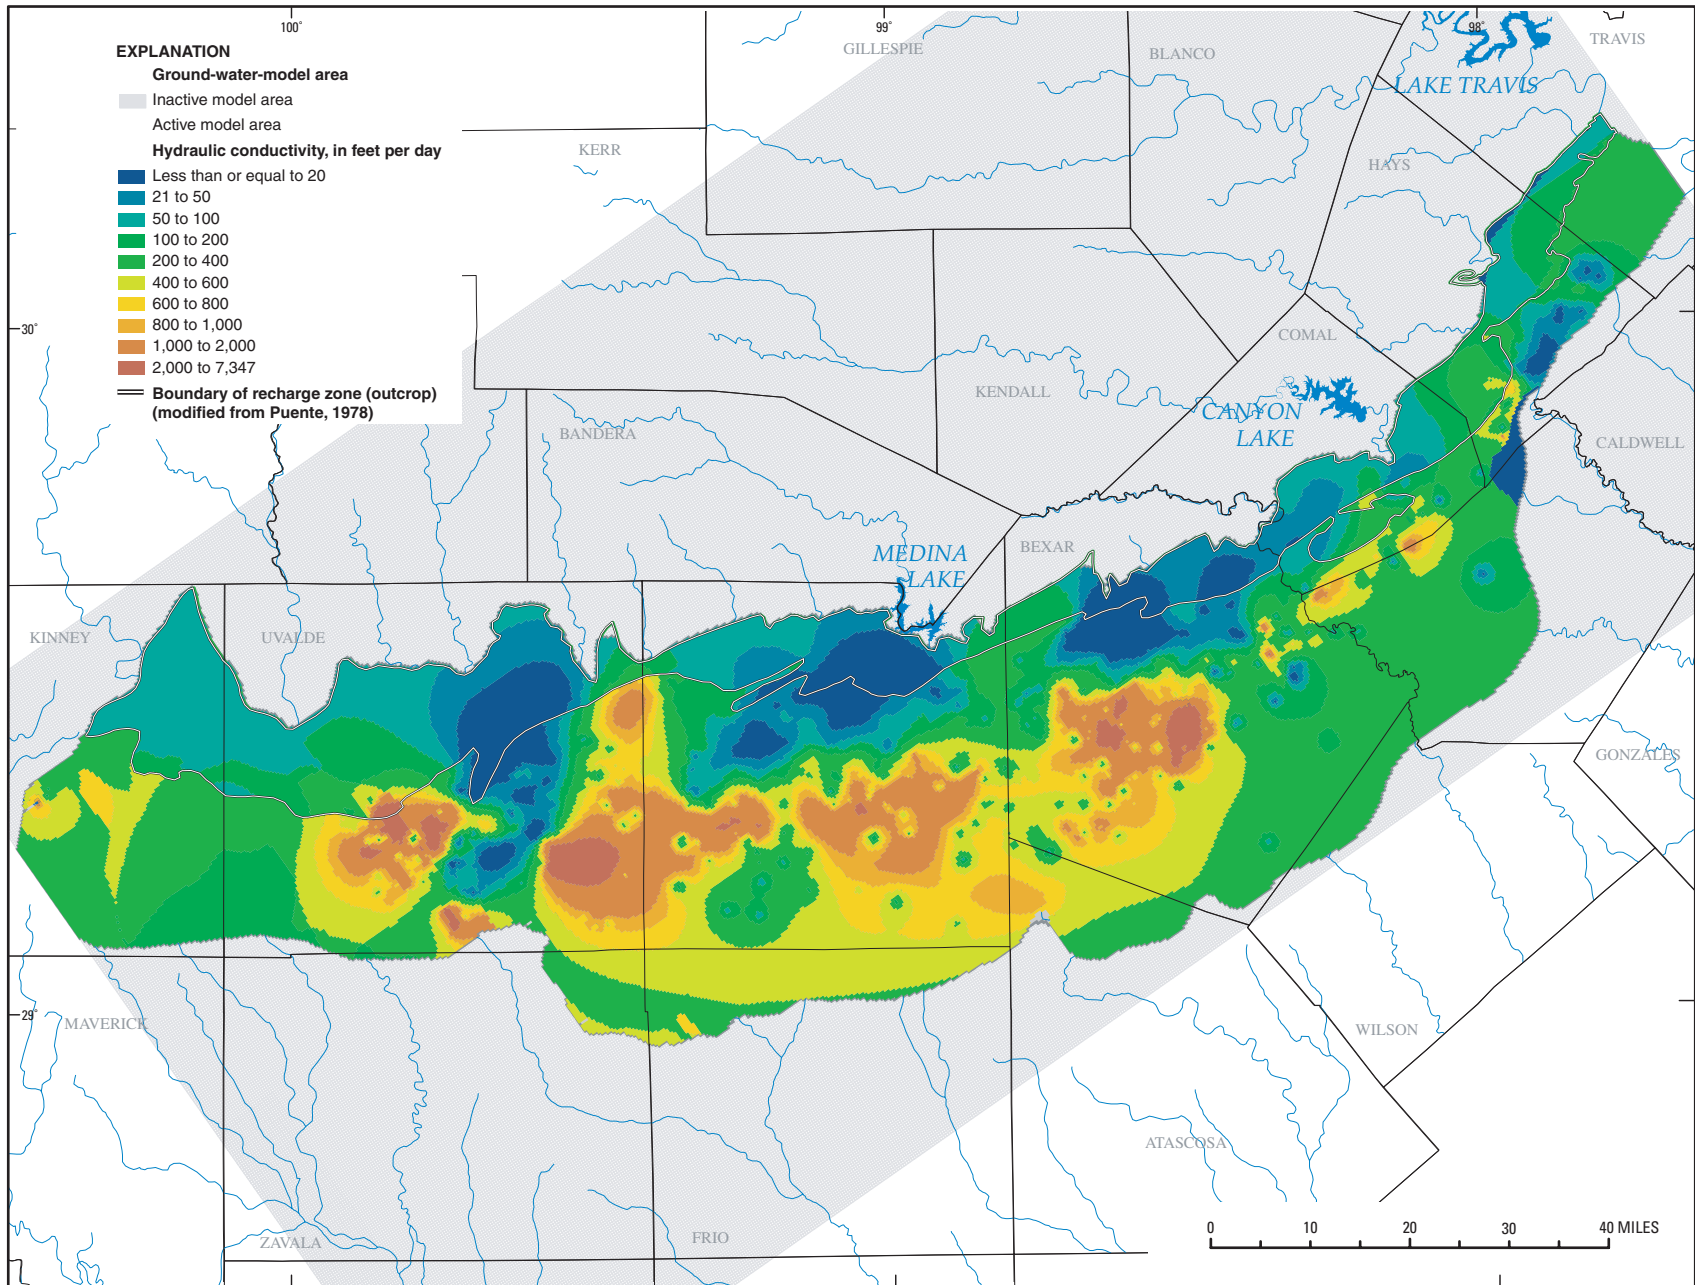 100°
99°
98°
EXPLANATION
Ground-water-model area
Inactive model area
Active model area
Hydraulic conductivity, in feet per day
Less than or equal to 20
21 to 50
50 to 100
100 to 200
200 to 400
400 to 600
600 to 800
800 to 1,000
1,000 to 2,000
2,000 to 7,347
Boundary of recharge zone (outcrop)
(modified from Puente, 1978)
GILLESPIE
BLANCO
TRAVIS
LAKE TRAVIS
KERR
HAYS
30°
COMAL
KENDALL
CANYON
LAKE
BANDERA
CALDWELL
MEDINA
LAKE
BEXAR
KINNEY
UVALDE
GONZALES
29°
MAVERICK
WILSON
ATASCOSA
ZAVALA
FRIO
0
10
20
30
40 MILES